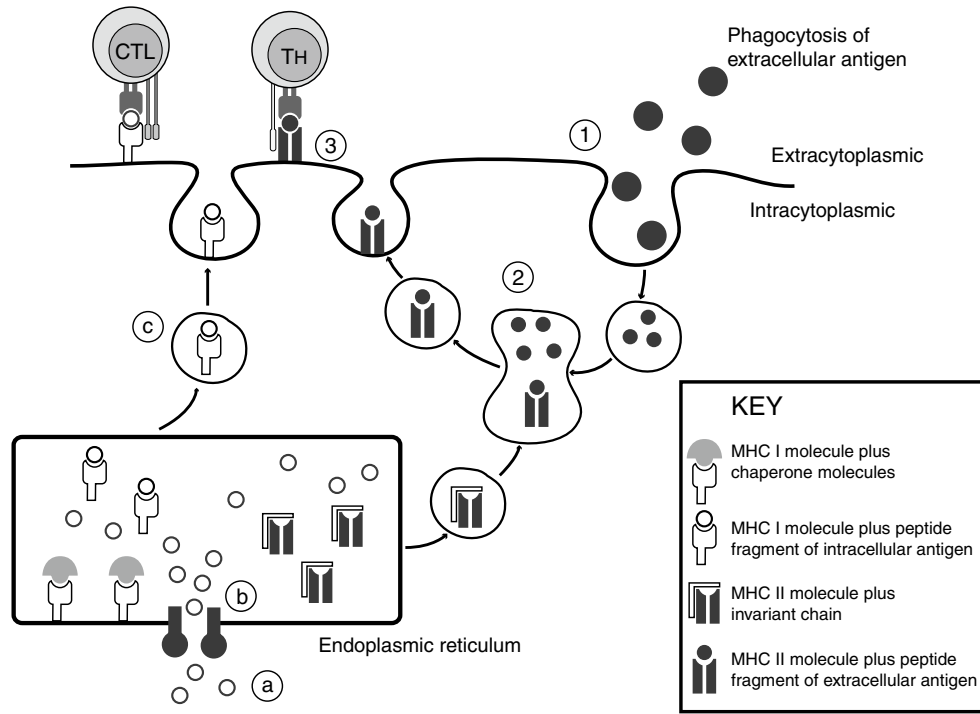 CTL
TH
Phagocytosis of
extracellular antigen
1
3
Extracytoplasmic
Intracytoplasmic
2
c
KEY
MHC I molecule plus
chaperone molecules
MHC I molecule plus peptide
fragment of intracellular antigen
MHC II molecule plus
invariant chain
MHC II molecule plus peptide
fragment of extracellular antigen
b
Endoplasmic reticulum
a